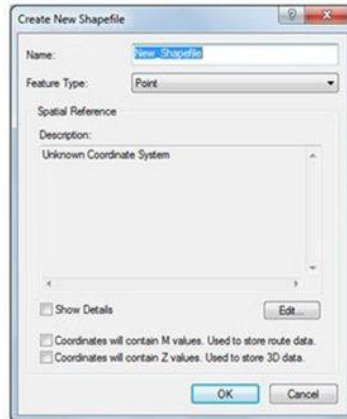 Create New Shapefile
Name:
New_Shapefile
Feature Type:
Point
Spatial Reference
Description:
Unknown Coordinate System
Show Details
Edit...
Coordinates will contain M values. Used to store route data.
Coordinates will contain Z values. Used to store 3D data.
OK
Cancel